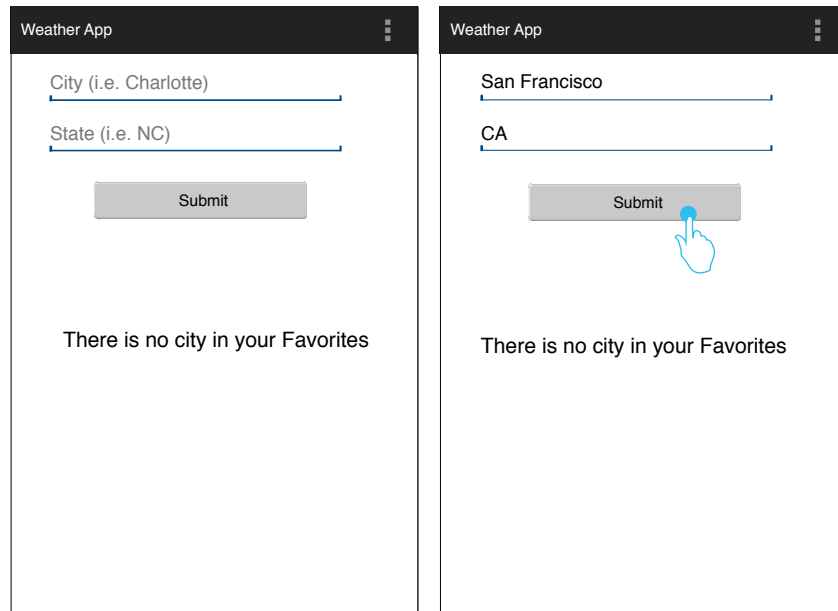 Weather App
City (i.e. Charlotte)
State (i.e. NC)
Submit
There is no city in your Favorites
Weather App
San Francisco
CA
Submit
There is no city in your Favorites